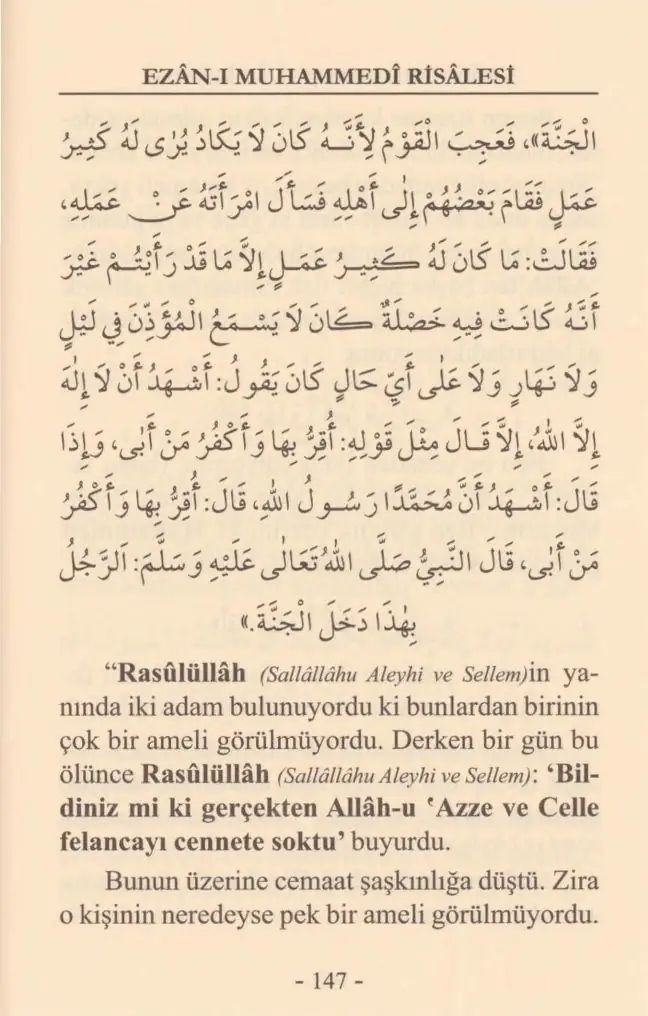 EZÂN-I MUHAMMEDÎ RİSÂLESİ
الْجَنَّةَ»، فَعَجِبَ الْقَوْمُ لِأَنَّهُ كَانَ لَا يَكَادُ يُرٰى لَهُ كَثِيرُ
عَمَلٍ فَقَامَ بَعْضُهُمْ إِلٰى أَهْلِهِ فَسَأَلَ امْرَأَتَهُ عَنْ عَمَلِهِ،
فَقَالَتْ: مَا كَانَ لَهُ كَثِيرُ عَمَلٍ إِلَّا مَا قَدْ رَأَيْتُمْ غَيْرَ
أَنَّهُ كَانَتْ فِيهِ خَصْلَةٌ كَانَ لَا يَسْمَعُ الْمُؤَذِّنَ فِي لَيْلٍ
وَلَا نَهَارٍ وَلَا عَلٰى أَيِّ حَالٍ كَانَ يَقُولُ: أَشْهَدُ أَنْ لَا إِلٰهَ
إِلَّا اللهُ، إِلَّا قَالَ مِثْلَ قَوْلِهِ: أُقِرُّ بِهَا وَأَكْفُرُ مَنْ أَبٰى، وَإِذَا
قَالَ: أَشْهَدُ أَنَّ مُحَمَّدًا رَسُولُ اللهِ، قَالَ: أُقِرُّ بِهَا وَأَكْفُرُ
مَنْ أَبٰى، قَالَ النَّبِيُّ صَلَّى اللهُ تَعَالٰى عَلَيْهِ وَسَلَّمَ: اَلرَّجُلُ
بِهٰذَا دَخَلَ الْجَنَّةَ.»
“Rasûlüllâh (Sallâllâhu Aleyhi ve Sellem)in ya-
nında iki adam bulunuyordu ki bunlardan birinin
çok bir ameli görülmüyordu. Derken bir gün bu
ölünce Rasûlüllâh (Sallâllâhu Aleyhi ve Sellem): ‘Bil-
diniz mi ki gerçekten Allâh-u ʿAzze ve Celle
felancayı cennete soktu’ buyurdu.
Bunun üzerine cemaat şaşkınlığa düştü. Zira
o kişinin neredeyse pek bir ameli görülmüyordu.
- 147 -